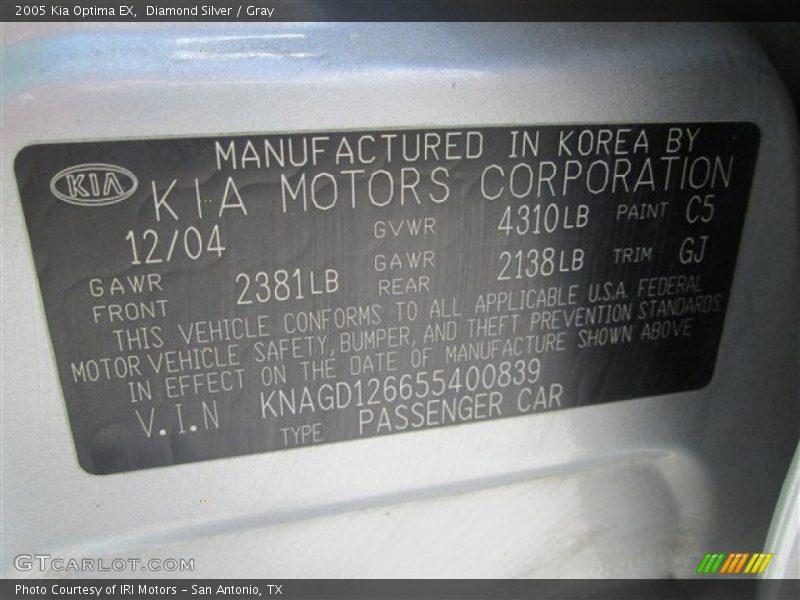 2005 Kia Optima EX,  Diamond Silver / Gray
MANUFACTURED IN KOREA BY
KIA KIA MOTORS CORPORATION
12/04 GVWR 4310LB PAINT C5
GAWR FRONT 2381LB GAWR REAR 2138LB TRIM GJ
THIS VEHICLE CONFORMS TO ALL APPLICABLE U.S.A. FEDERAL
MOTOR VEHICLE SAFETY, BUMPER, AND THEFT PREVENTION STANDARDS
IN EFFECT ON THE DATE OF MANUFACTURE SHOWN ABOVE
V.I.N KNAGD126655400839
TYPE PASSENGER CAR
GTCARLOT.COM
Photo Courtesy of IRI Motors - San Antonio, TX